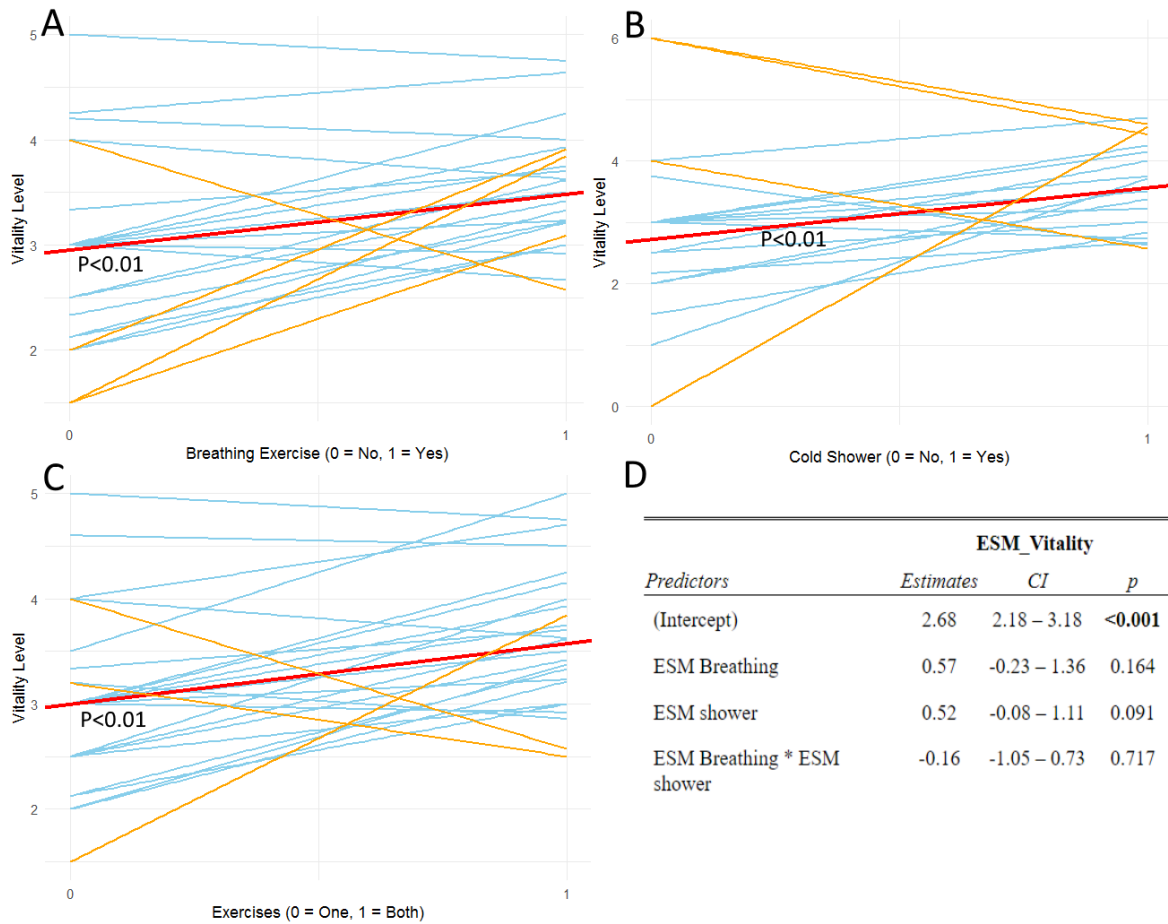 A
5
4
3
2
Vitality Level
P<0.01
0
1
Breathing Exercise (0 = No, 1 = Yes)
B
6
4
2
0
Vitality Level
P<0.01
0
1
Cold Shower (0 = No, 1 = Yes)
C
5
4
3
2
Vitality Level
P<0.01
0
1
Exercises (0 = One, 1 = Both)
D
ESM_Vitality
Predictors Estimates CI p
(Intercept) 2.68 2.18 – 3.18 <0.001
ESM Breathing 0.57 -0.23 – 1.36 0.164
ESM shower 0.52 -0.08 – 1.11 0.091
ESM Breathing * ESM -0.16 -1.05 – 0.73 0.717
shower